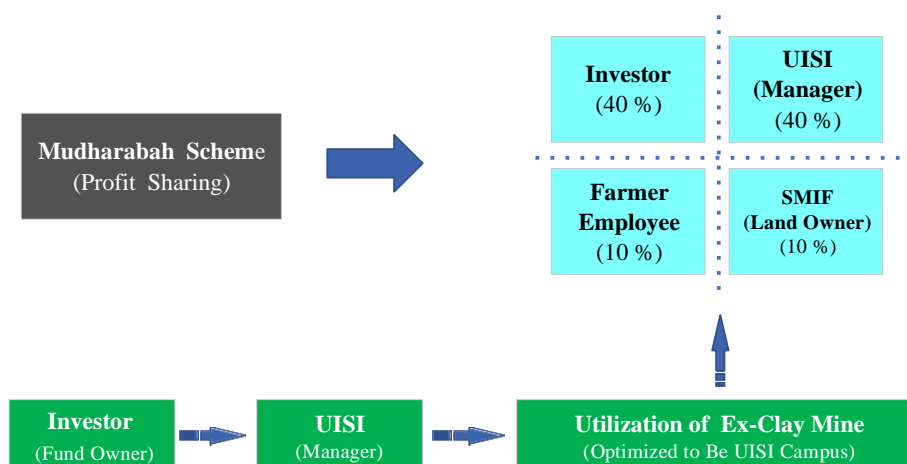 Investor
(40 %)
UISI
(Manager)
(40 %)
Mudharabah Scheme
(Profit Sharing)
Farmer
Employee
(10 %)
SMIF
(Land Owner)
(10 %)
Investor
(Fund Owner)
UISI
(Manager)
Utilization of Ex-Clay Mine
(Optimized to Be UISI Campus)